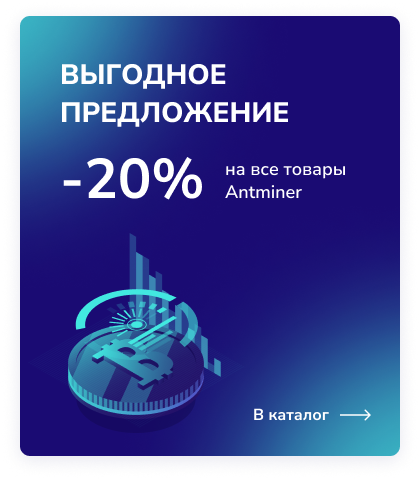 ВЫГОДНОЕ
ПРЕДЛОЖЕНИЕ
-20%
на все товары
Antminer
В каталог